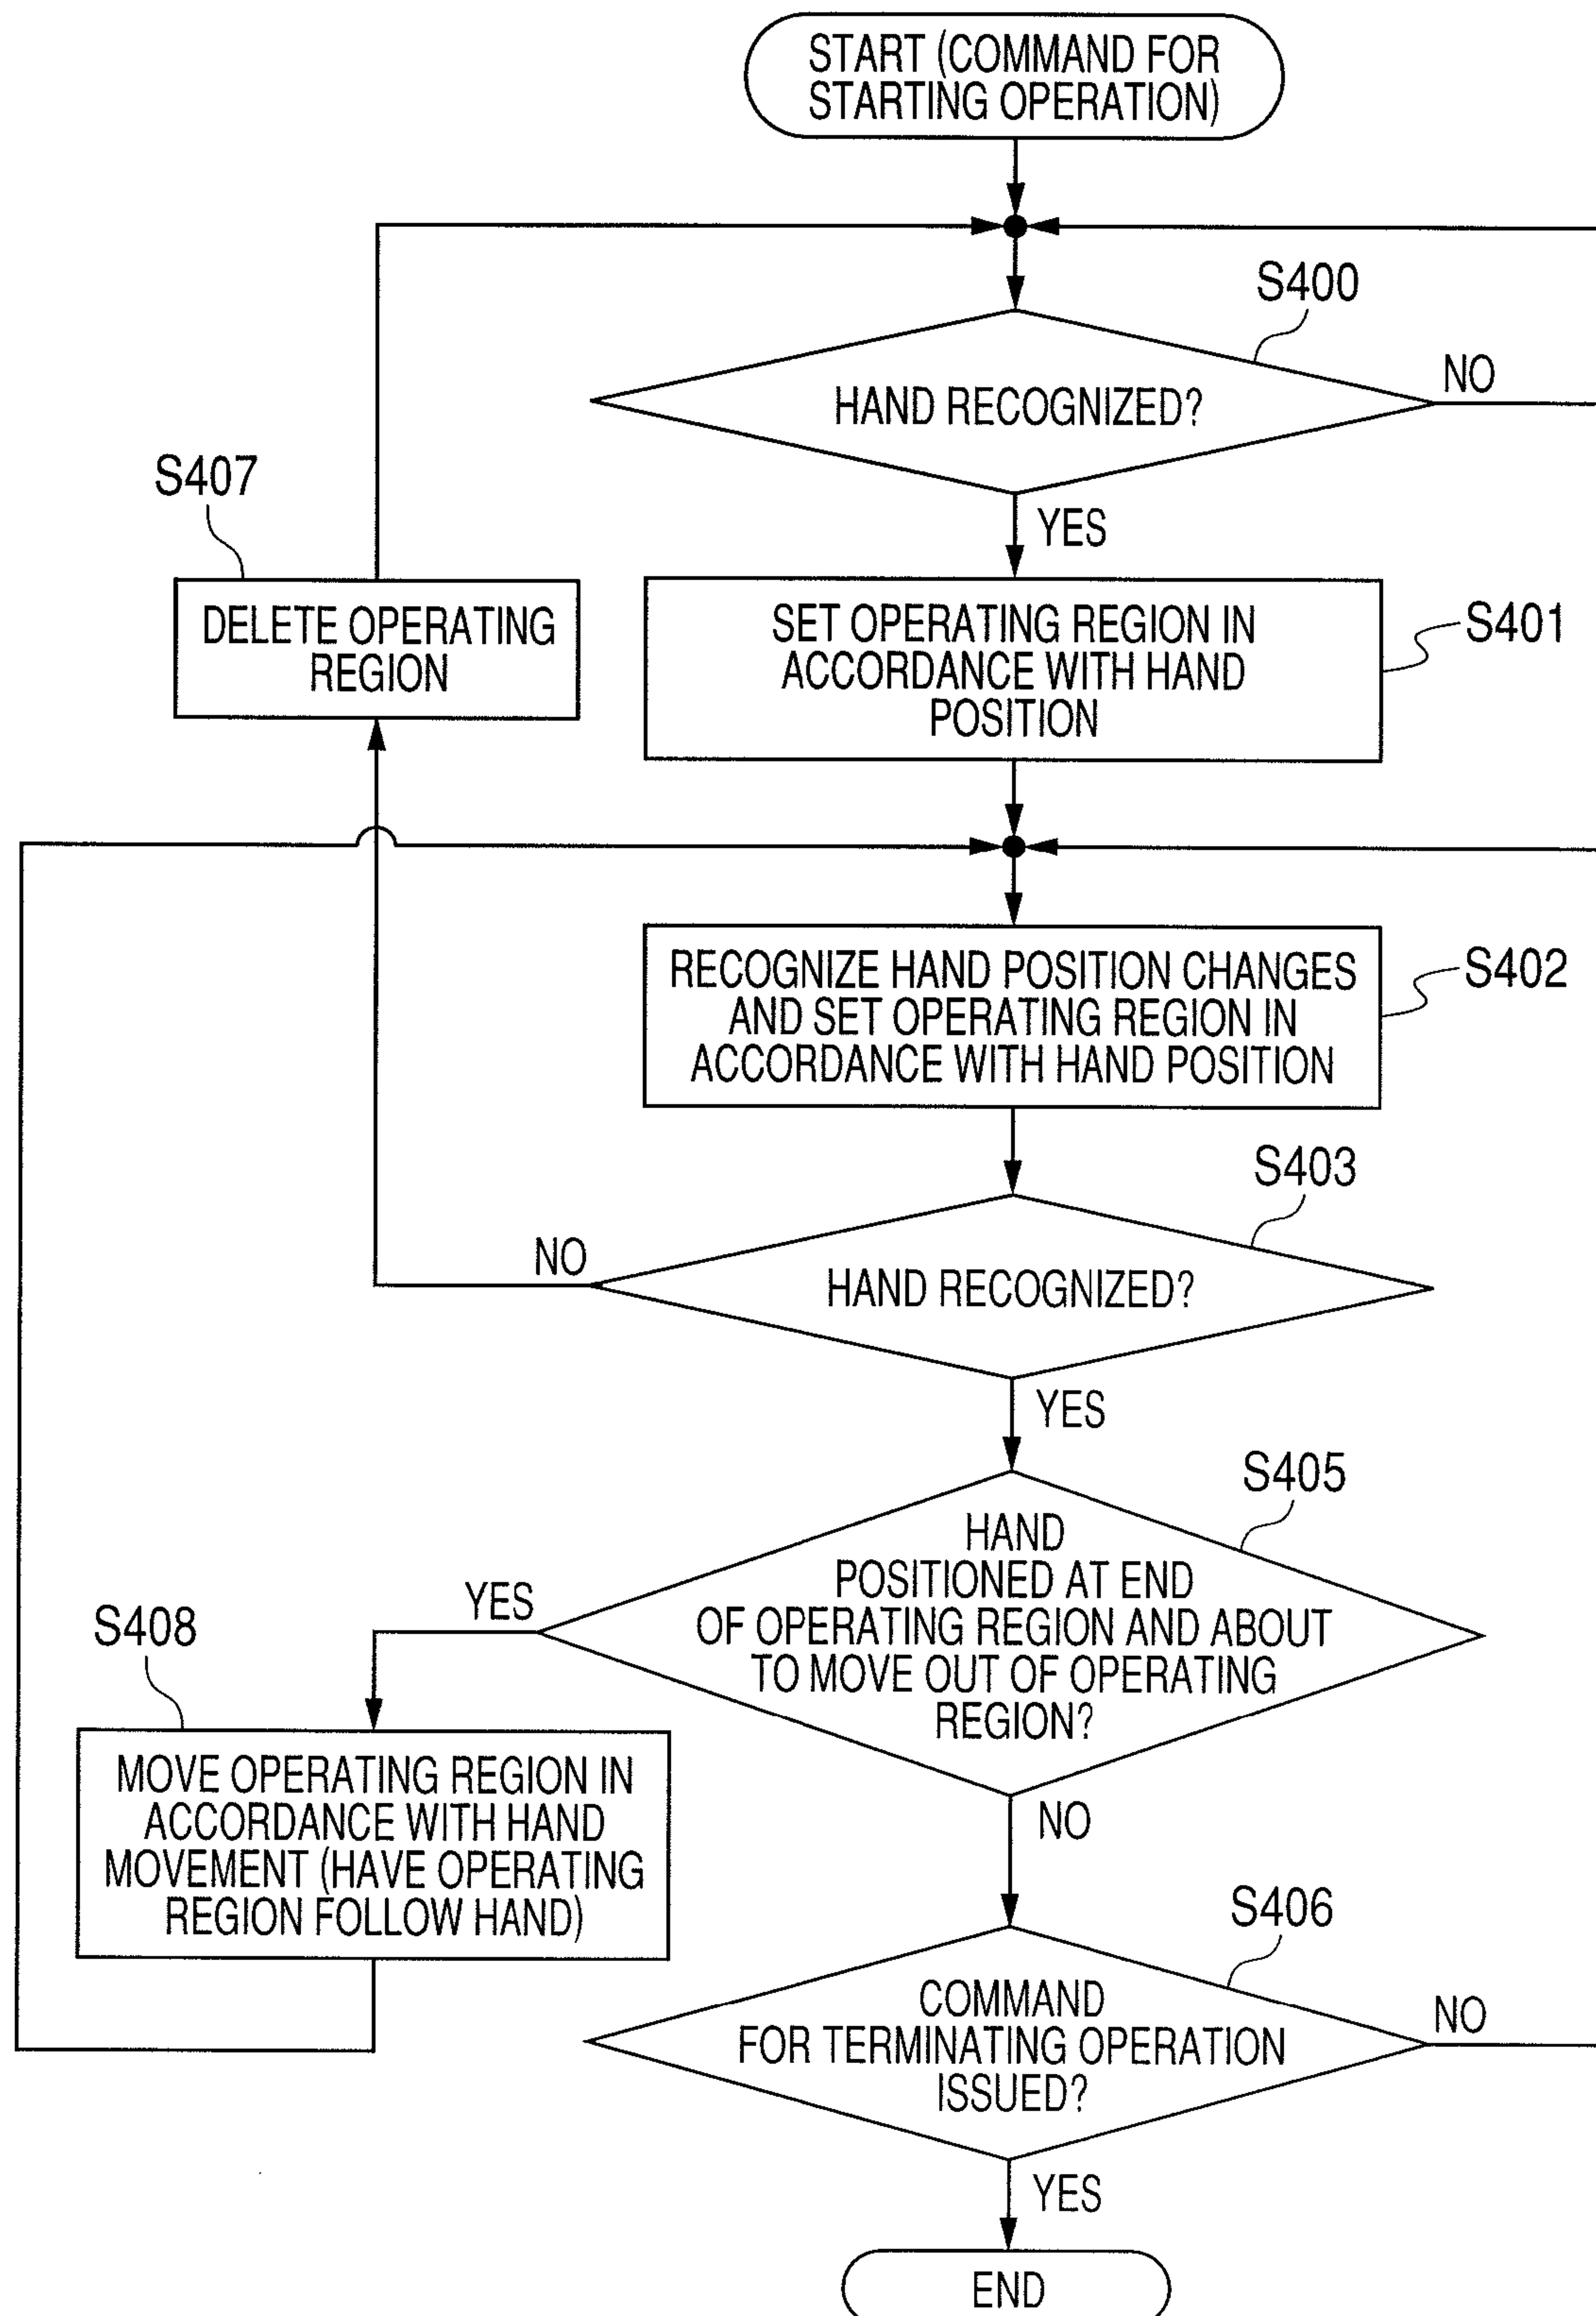 START (COMMAND FOR
STARTING OPERATION)
S400
HAND RECOGNIZED?
NO
YES
S407
DELETE OPERATING
REGION
SET OPERATING REGION IN
ACCORDANCE WITH HAND
POSITION
S401
RECOGNIZE HAND POSITION CHANGES
AND SET OPERATING REGION IN
ACCORDANCE WITH HAND POSITION
S402
S403
NO
HAND RECOGNIZED?
YES
S405
HAND
POSITIONED AT END
OF OPERATING REGION AND ABOUT
TO MOVE OUT OF OPERATING
REGION?
YES
S408
MOVE OPERATING REGION IN
ACCORDANCE WITH HAND
MOVEMENT (HAVE OPERATING
REGION FOLLOW HAND)
NO
S406
COMMAND
FOR TERMINATING OPERATION
ISSUED?
NO
YES
END